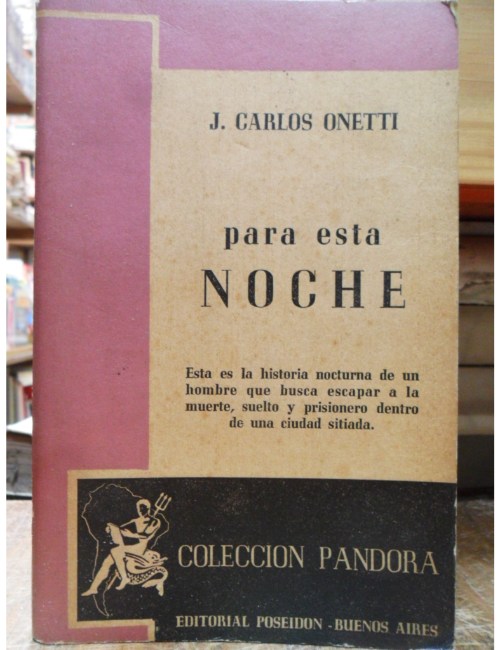 J. CARLOS ONETTI
para esta
NOCHE
Esta es la historia nocturna de un
hombre que busca escapar a la
muerte, suelto y prisionero dentro
de una ciudad sitiada.
COLECCION PANDORA
EDITORIAL POSEIDON - BUENOS AIRES